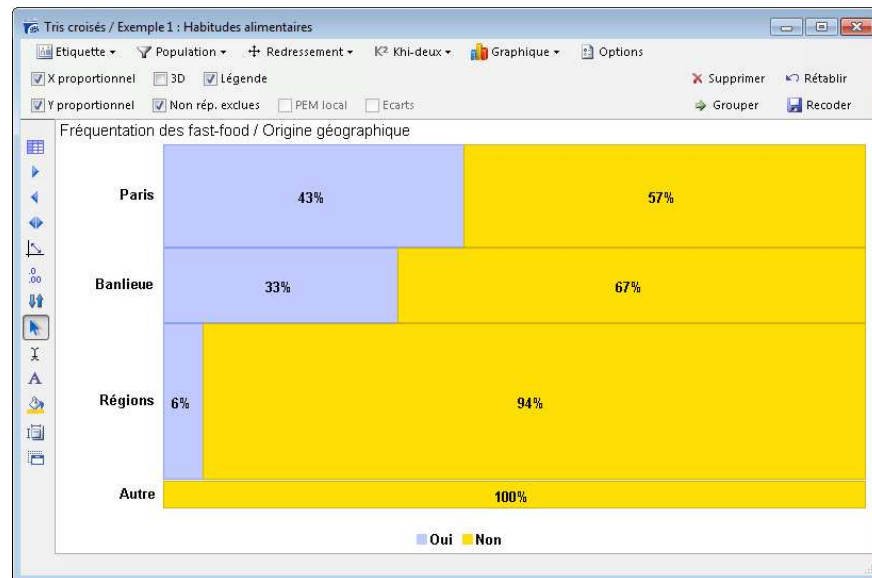 Tris croisés / Exemple 1 : Habitudes alimentaires
Etiquette Population Redressement K² Khi-deux Graphique Options
X proportionnel 3D Légende Supprimer Rétablir
Y proportionnel Non rép. exclues PEM local Ecarts Grouper Recoder
Fréquentation des fast-food / Origine géographique
Paris 43% 57%
Banlieue 33% 67%
Régions 6% 94%
Autre 100%
Oui Non